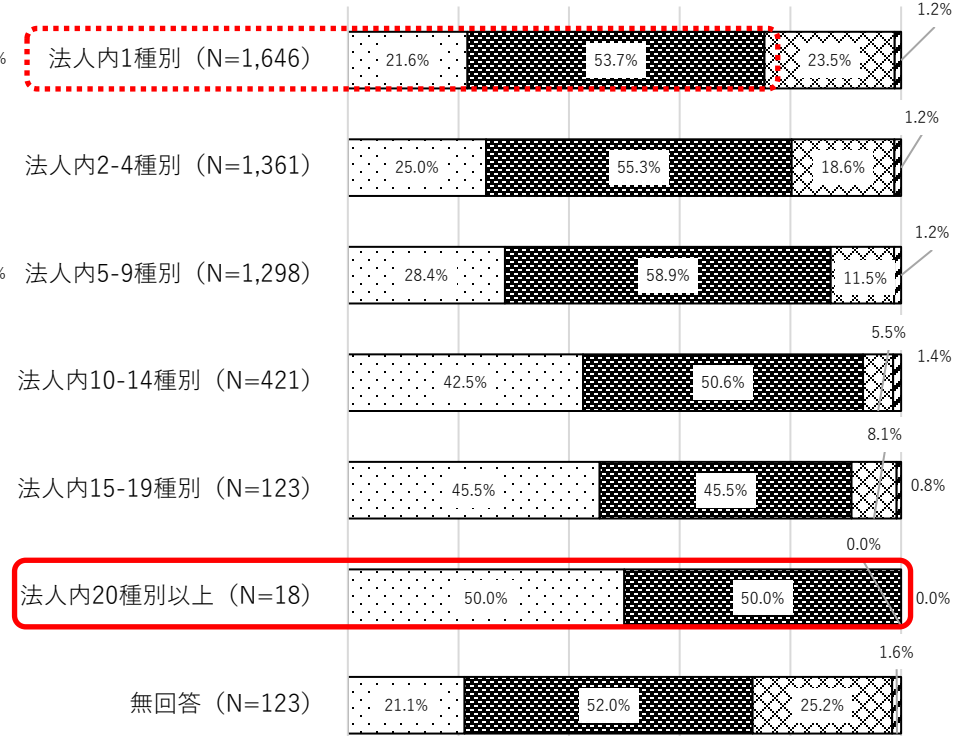 1.2%
% 法人内1種別（N=1,646） 21.6% 53.7% 23.5%
1.2%
法人内2-4種別（N=1,361） 25.0% 55.3% 18.6%
1.2%
% 法人内5-9種別（N=1,298） 28.4% 58.9% 11.5%
5.5%
1.4%
法人内10-14種別（N=421） 42.5% 50.6%
8.1%
法人内15-19種別（N=123） 45.5% 45.5% 0.8%
0.0%
法人内20種別以上（N=18） 50.0% 50.0% 0.0%
1.6%
無回答（N=123） 21.1% 52.0% 25.2%